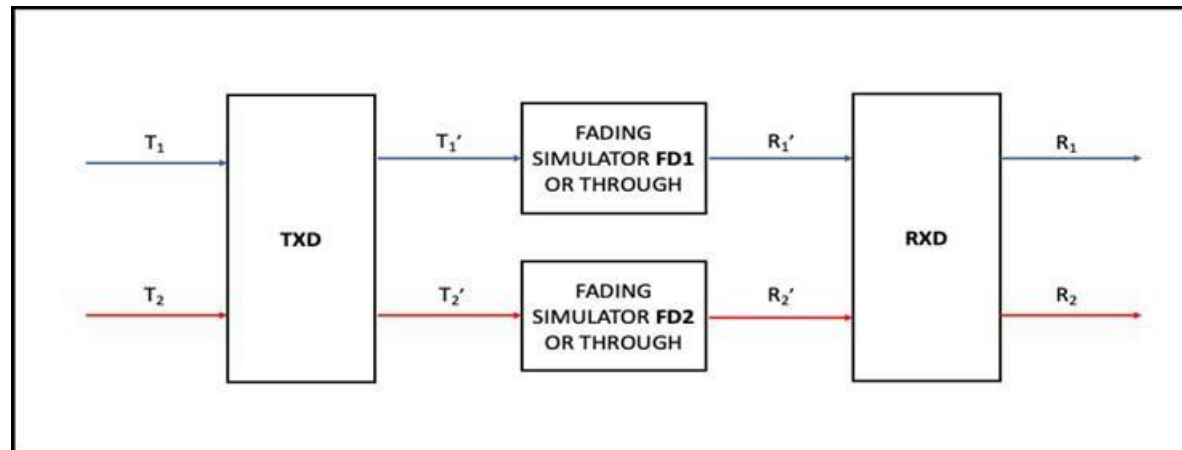 T₁
T₁’
FADING
SIMULATOR FD1
OR THROUGH
R₁’
R₁
TXD
RXD
T₂
T₂’
FADING
SIMULATOR FD2
OR THROUGH
R₂’
R₂